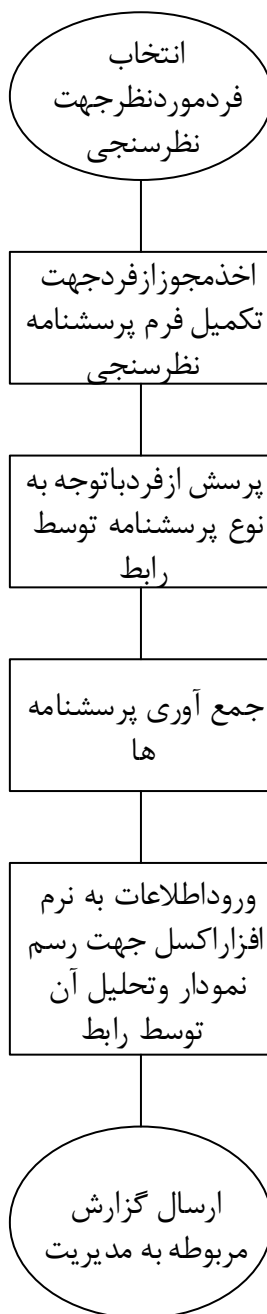 انتخاب
فردموردنظرجهت
نظرسنجی
اخذمجوزازفردجهت
تکمیل فرم پرسشنامه
نظرسنجی
پرسش ازفردباتوجه به
نوع پرسشنامه توسط
رابط
جمع آوری پرسشنامه
ها
وروداطلاعات به نرم
افزاراکسل جهت رسم
نمودار وتحلیل آن
توسط رابط
ارسال گزارش
مربوطه به مدیریت